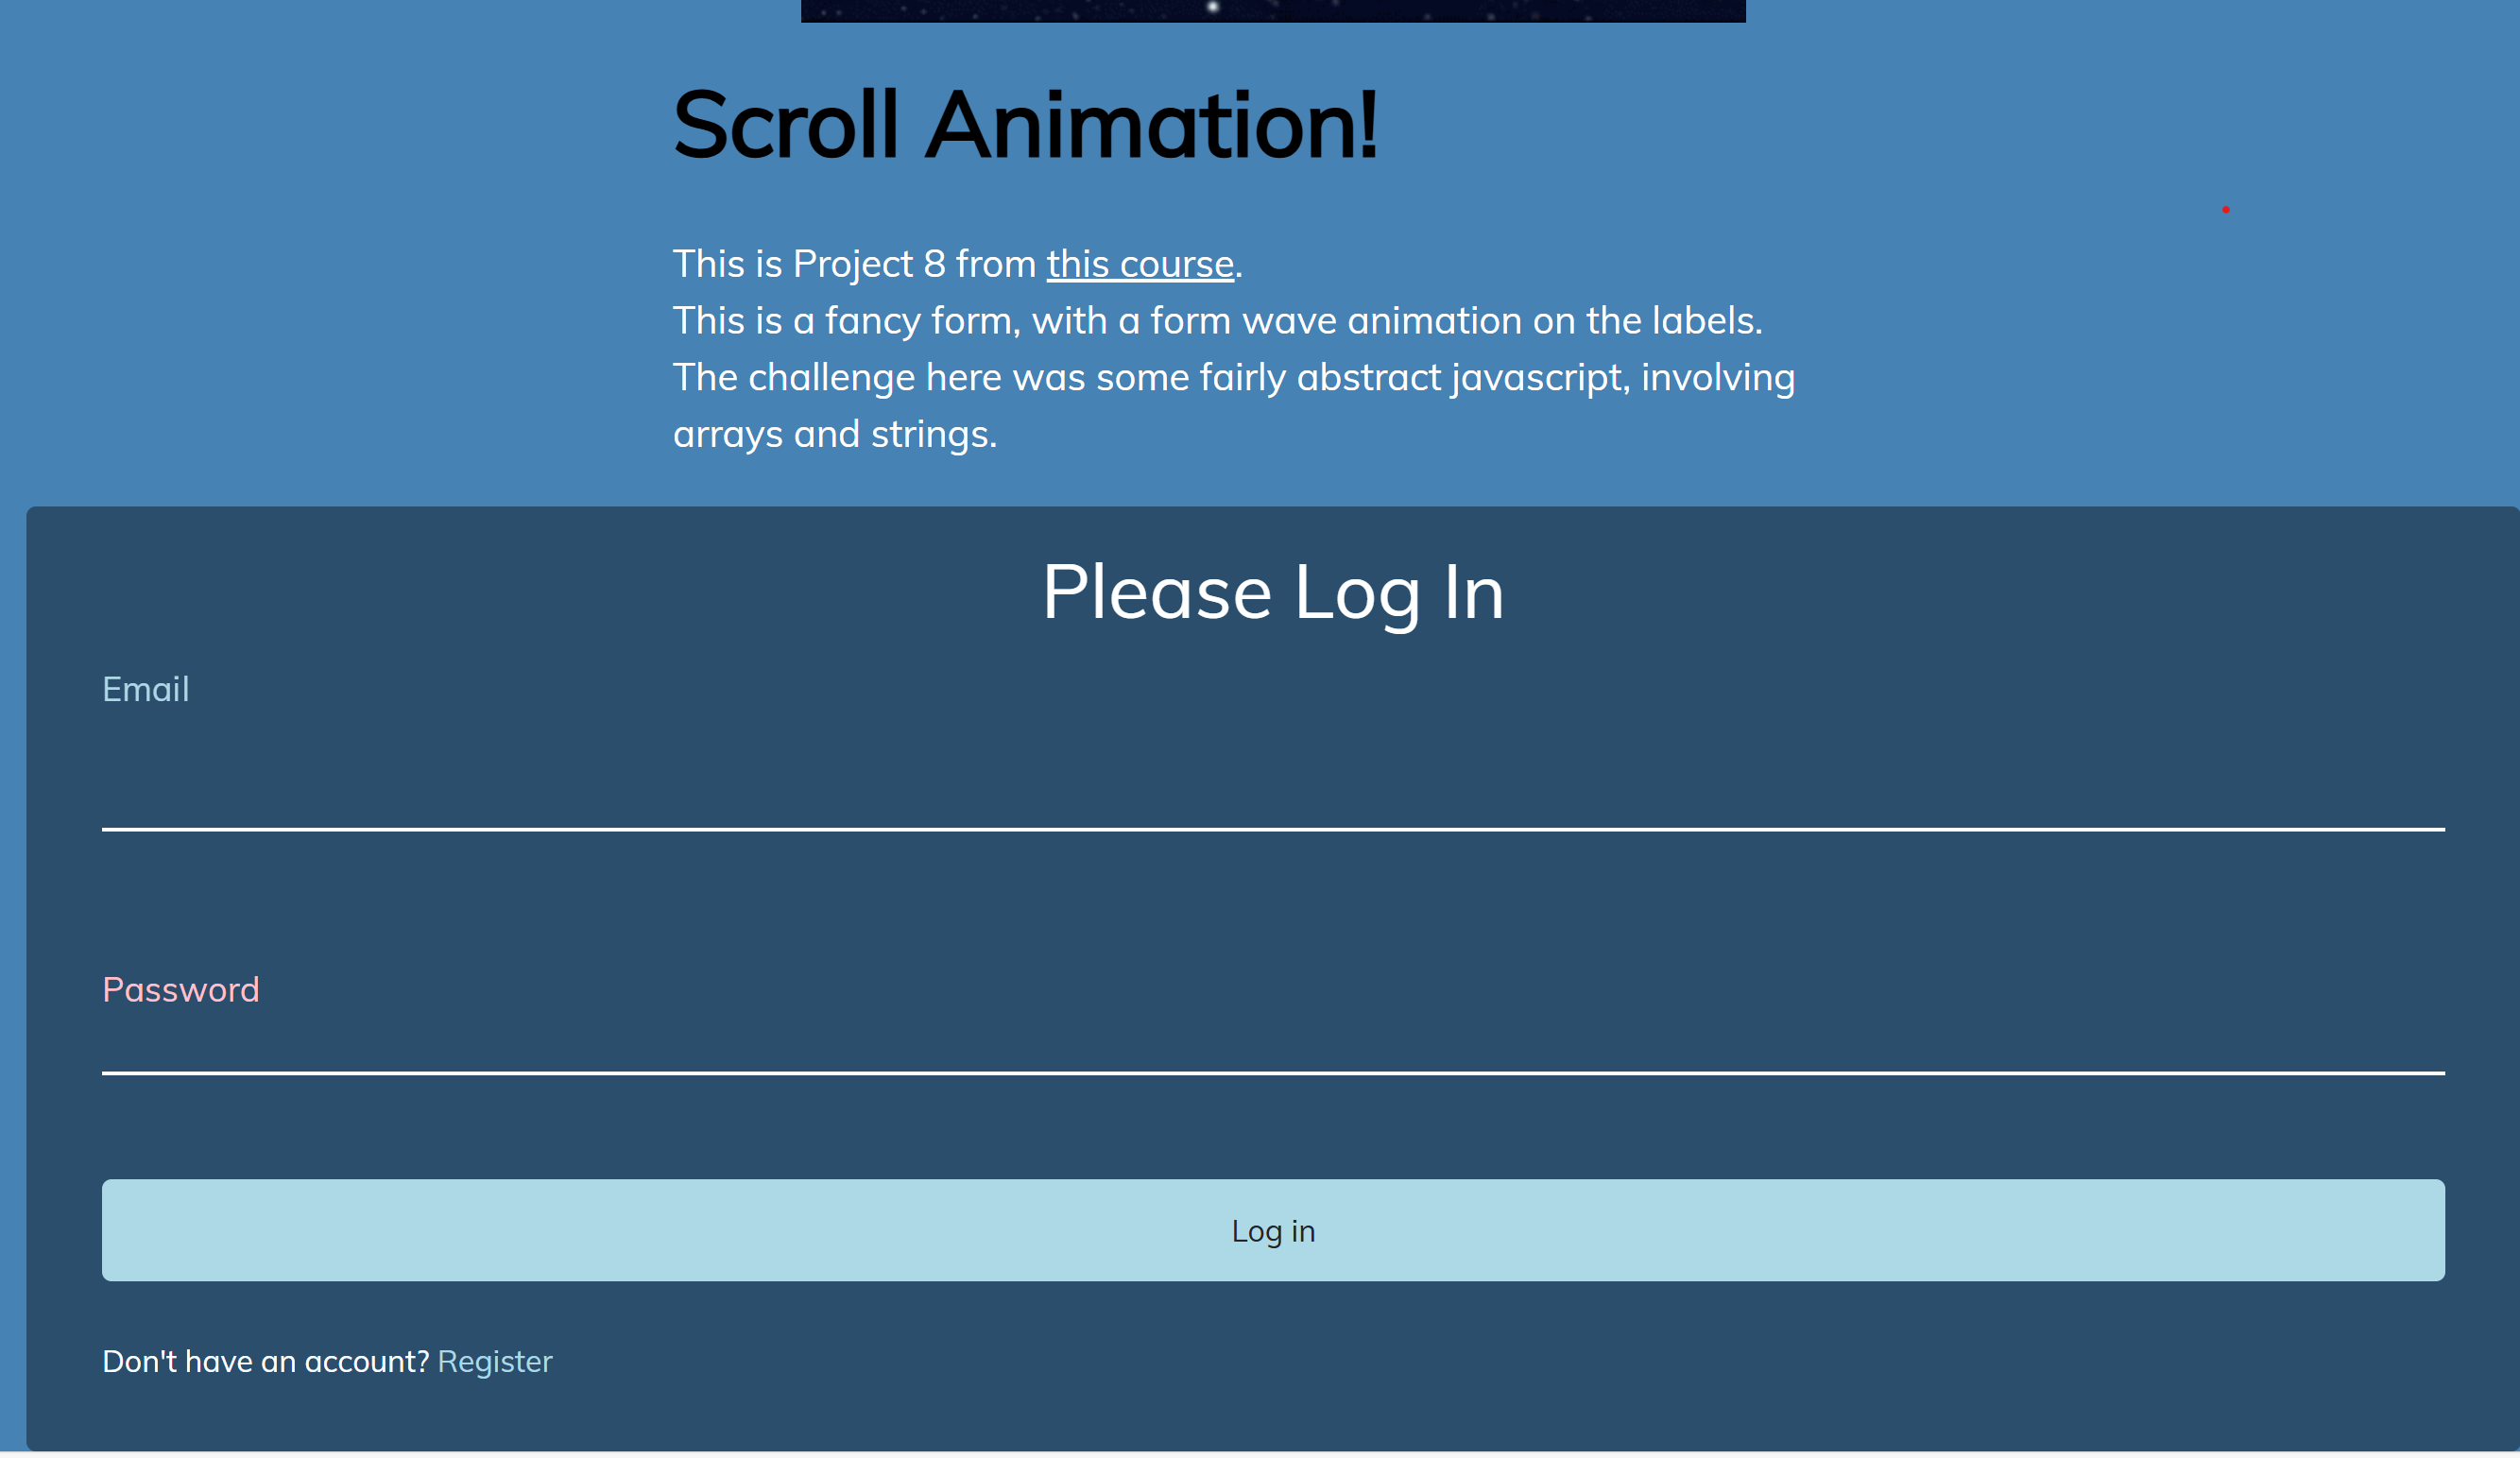 Scroll Animation!
This is Project 8 from this course.
This is a fancy form, with a form wave animation on the labels.
The challenge here was some fairly abstract javascript, involving
arrays and strings.
Please Log In
Email
Password
Log in
Don't have an account? Register